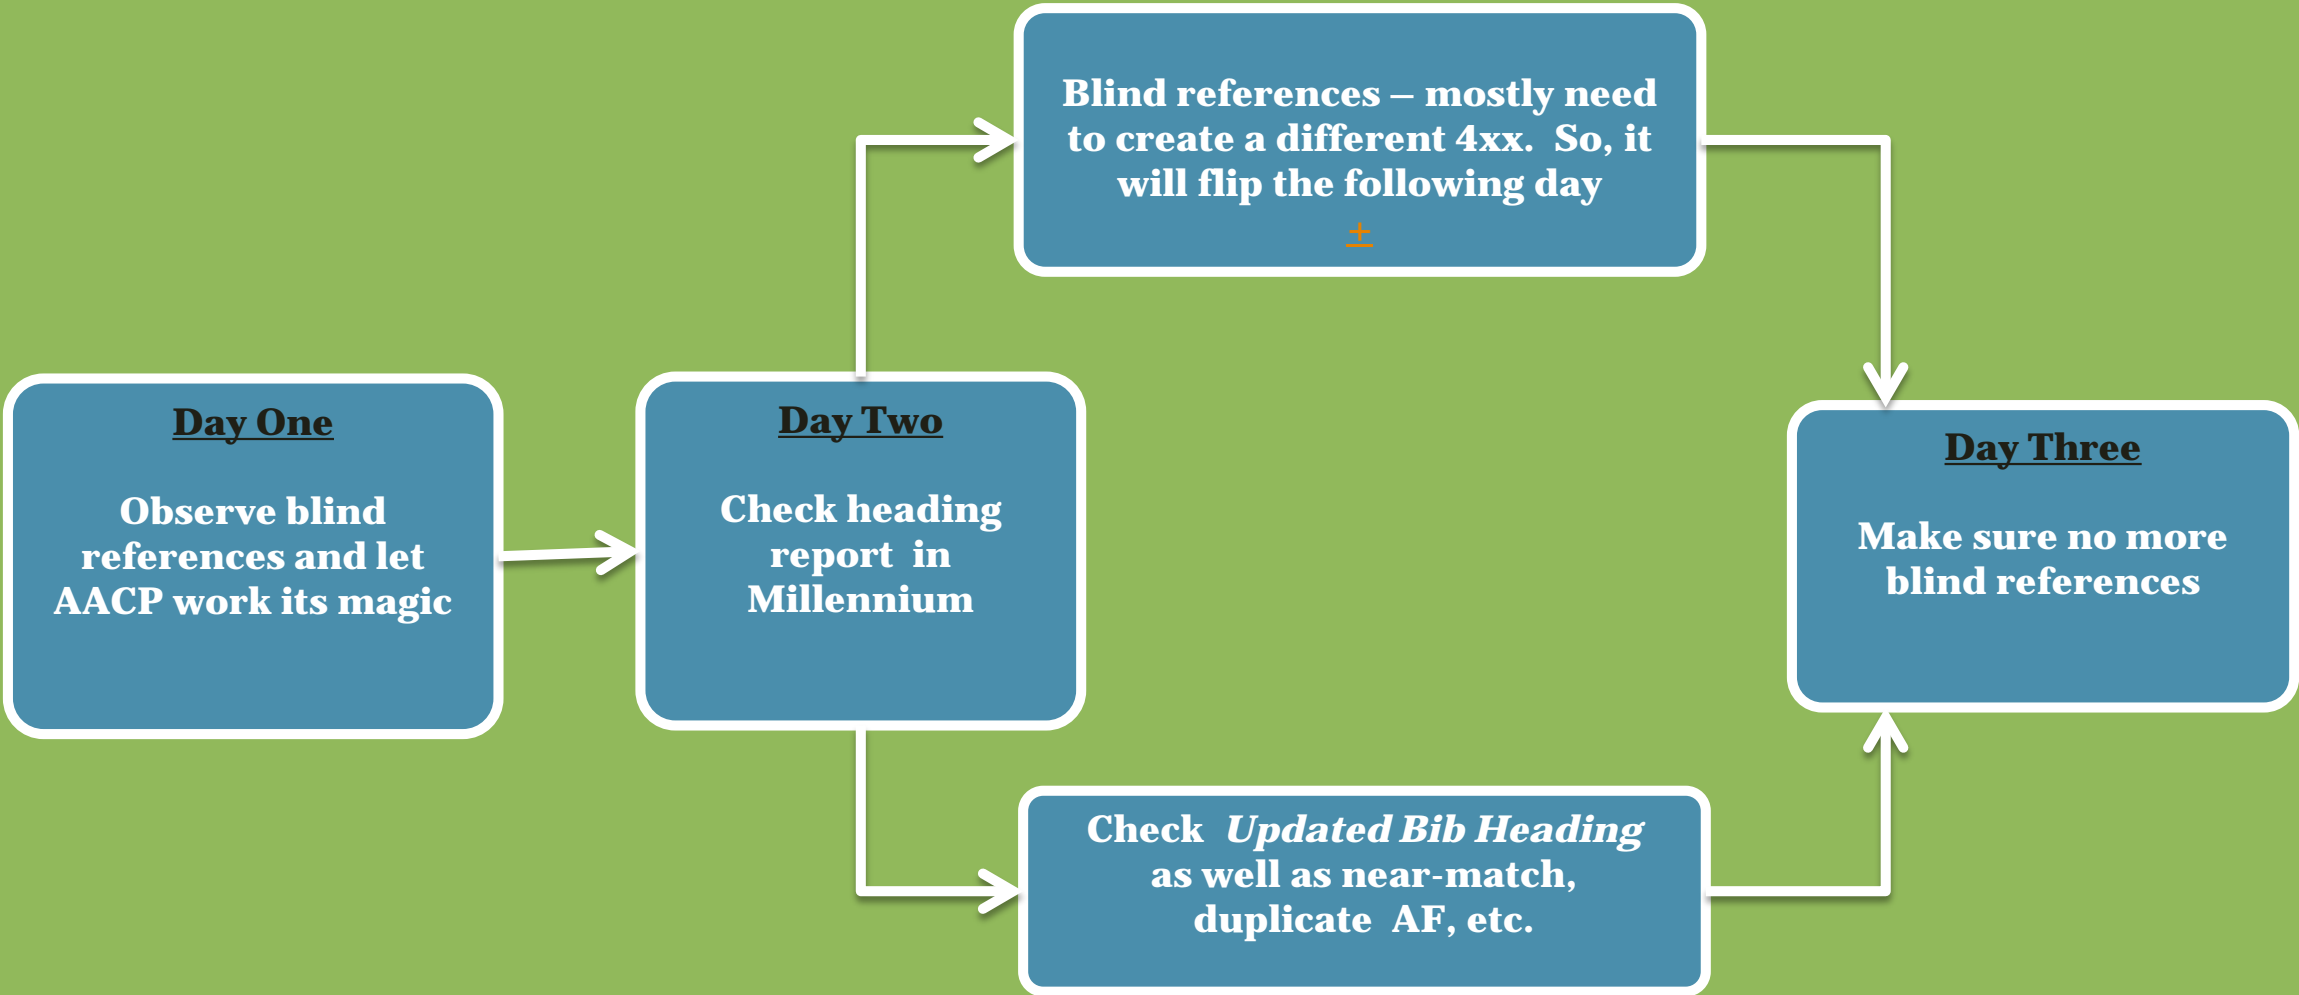 Day One
Observe blind
references and let
AACP work its magic
Day Two
Check heading
report in
Millennium
Blind references – mostly need
to create a different 4xx. So, it
will flip the following day
±
Check Updated Bib Heading
as well as near-match,
duplicate AF, etc.
Day Three
Make sure no more
blind references